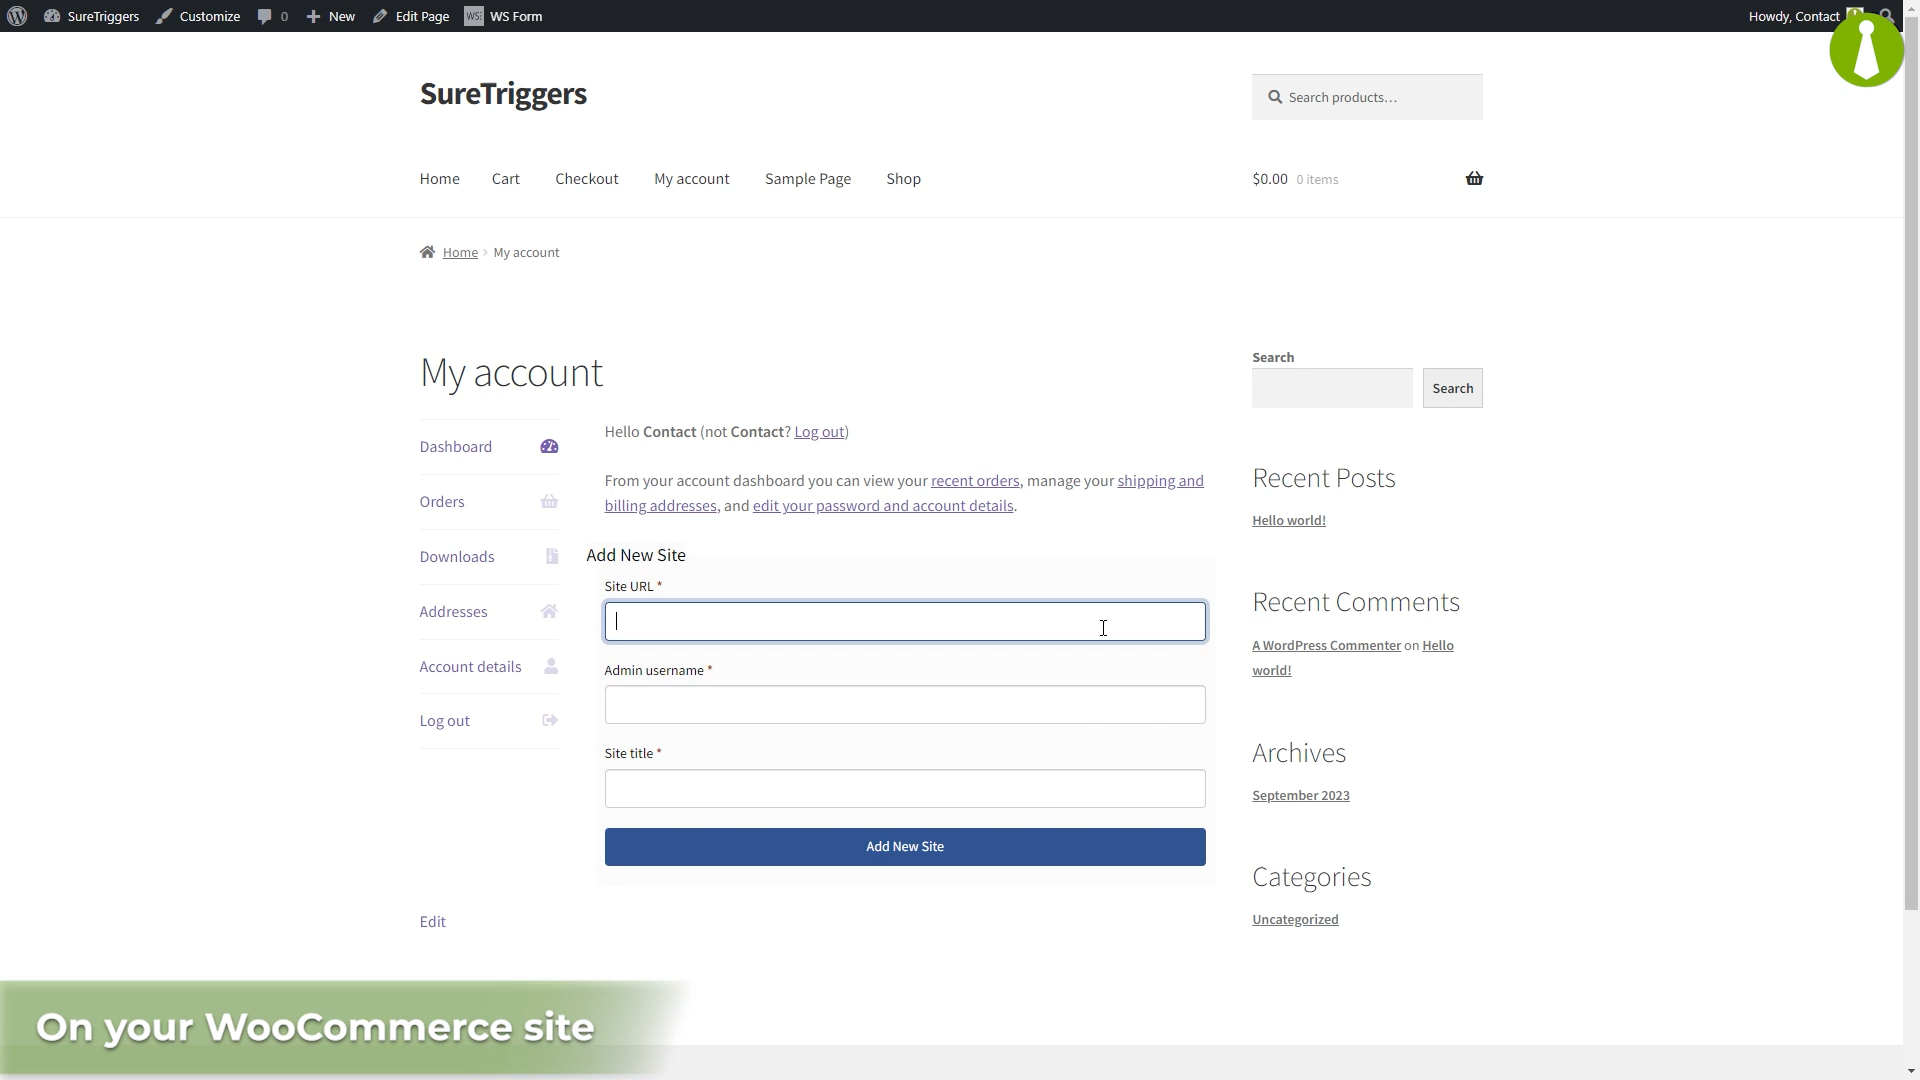 SureTriggers
Customize
0
New
Edit Page
WS Form
Howdy, Contact
SureTriggers
Search products…
Home
Cart
Checkout
My account
Sample Page
Shop
$0.00 0 items
Home › My account
My account
Dashboard
Orders
Downloads
Addresses
Account details
Log out
Edit
Hello Contact (not Contact? Log out)
From your account dashboard you can view your recent orders, manage your shipping and
billing addresses, and edit your password and account details.
Add New Site
Site URL *
Admin username *
Site title *
Add New Site
Search
Search
Recent Posts
Hello world!
Recent Comments
A WordPress Commenter on Hello
world!
Archives
September 2023
Categories
Uncategorized
On your WooCommerce site